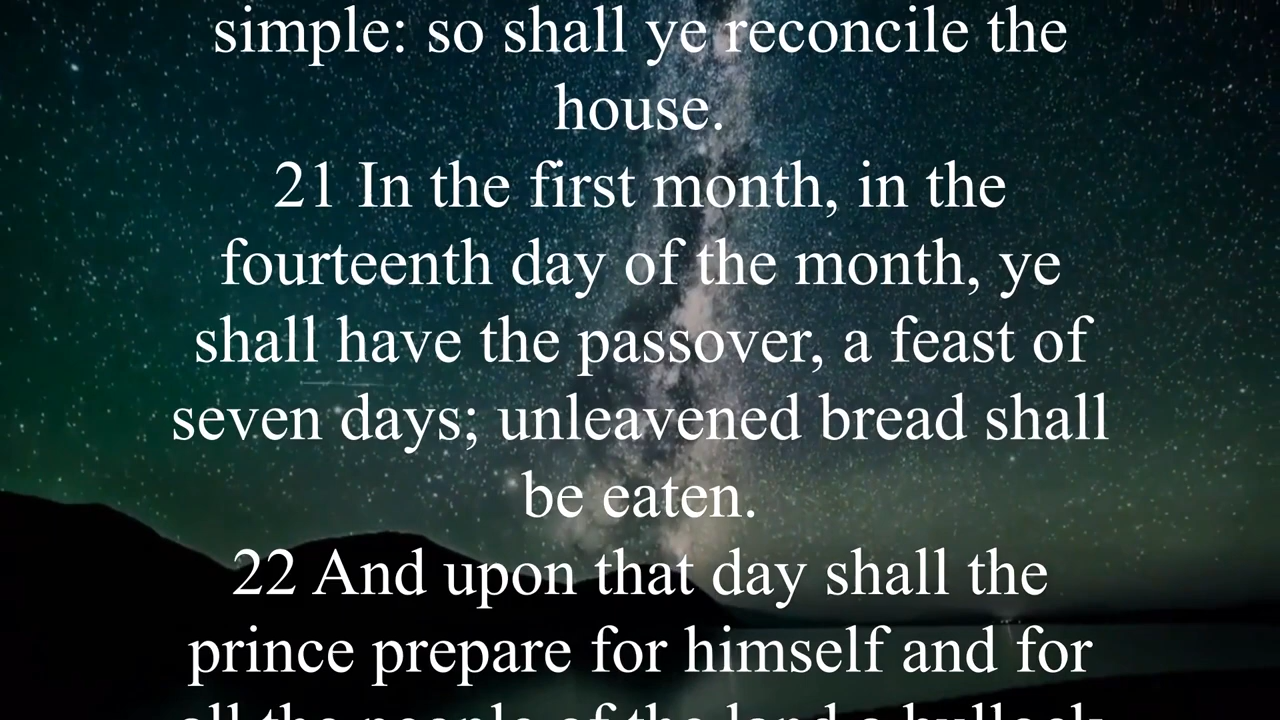 simple: so shall ye reconcile the
house.
21 In the first month, in the
fourteenth day of the month, ye
shall have the passover, a feast of
seven days; unleavened bread shall
be eaten.
22 And upon that day shall the
prince prepare for himself and for
all the people of the land a bullock